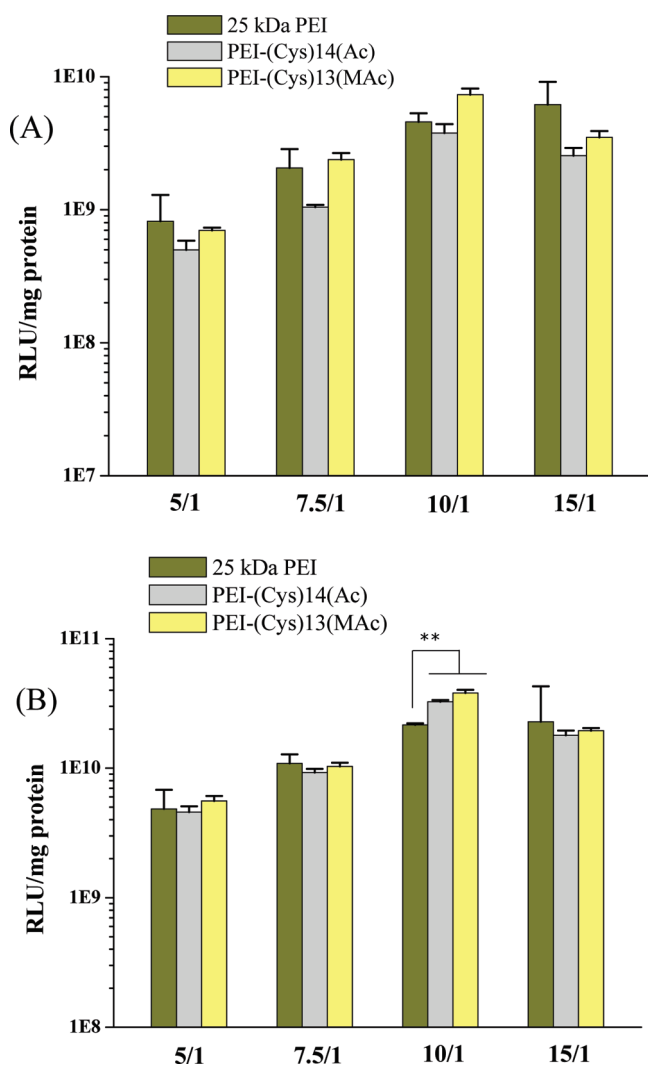 25 kDa PEI
PEI-(Cys)14(Ac)
PEI-(Cys)13(MAc)
(A)
RLU/mg protein
1E10
1E9
1E8
1E7
5/1 7.5/1 10/1 15/1
25 kDa PEI
PEI-(Cys)14(Ac)
PEI-(Cys)13(MAc)
(B)
RLU/mg protein
1E11
1E10
1E9
1E8
**
5/1 7.5/1 10/1 15/1